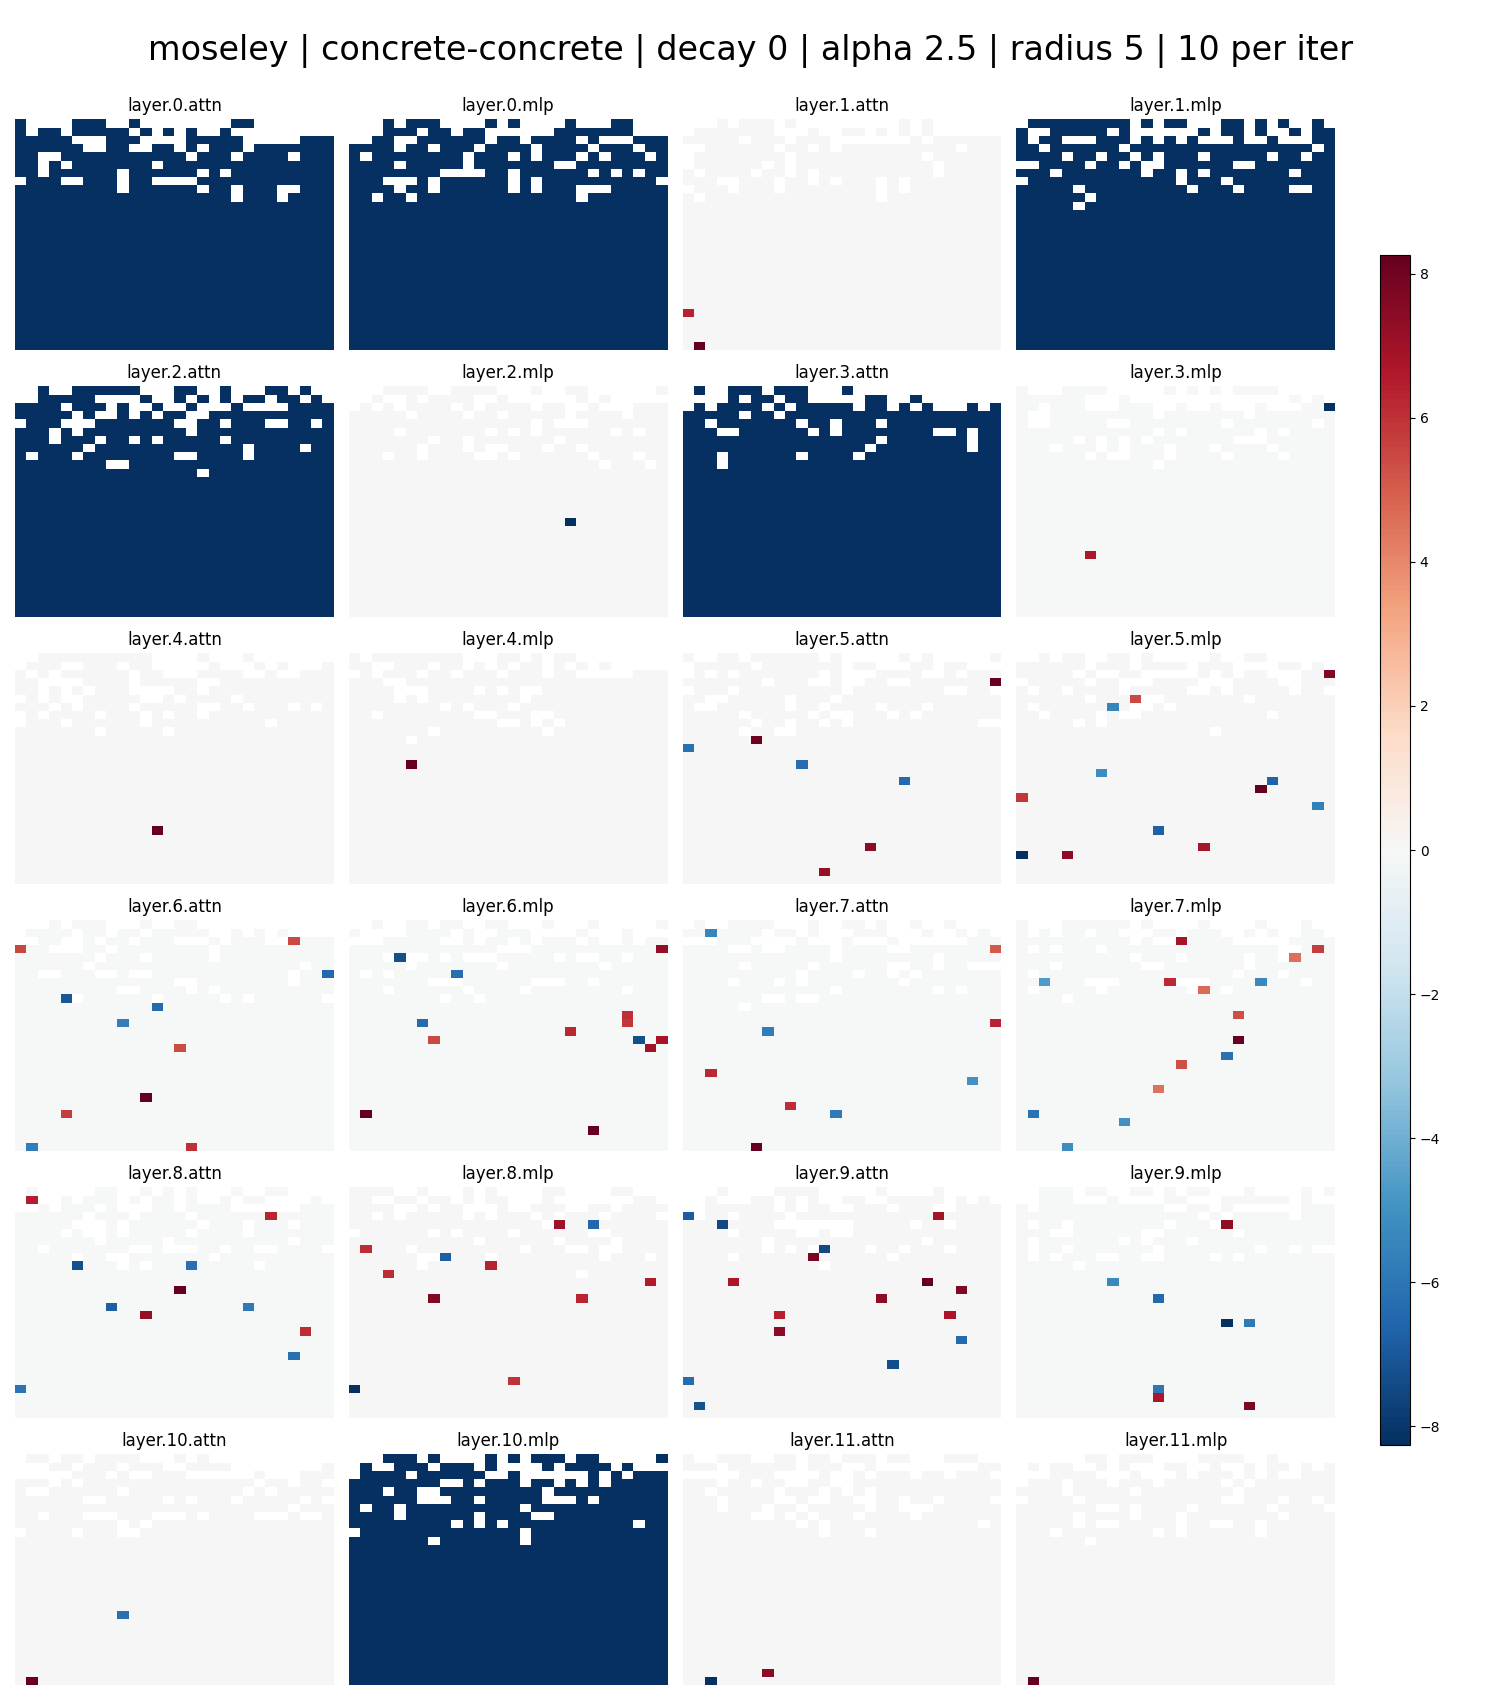 moseley | concrete-concrete | decay 0 | alpha 2.5 | radius 5 | 10 per iter
layer.0.attn
layer.0.mlp
layer.1.attn
layer.1.mlp
layer.2.attn
layer.2.mlp
layer.3.attn
layer.3.mlp
layer.4.attn
layer.4.mlp
layer.5.attn
layer.5.mlp
layer.6.attn
layer.6.mlp
layer.7.attn
layer.7.mlp
layer.8.attn
layer.8.mlp
layer.9.attn
layer.9.mlp
layer.10.attn
layer.10.mlp
layer.11.attn
layer.11.mlp
8
6
4
2
0
−2
−4
−6
−8